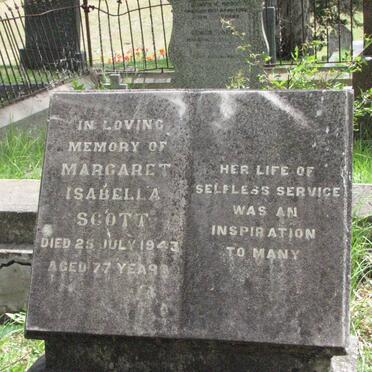 IN LOVING
MEMORY OF
MARGARET
ISABELLA
SCOTT
DIED 25 JULY 1943
AGED 77 YEARS
HER LIFE OF
SELFLESS SERVICE
WAS AN
INSPIRATION
TO MANY